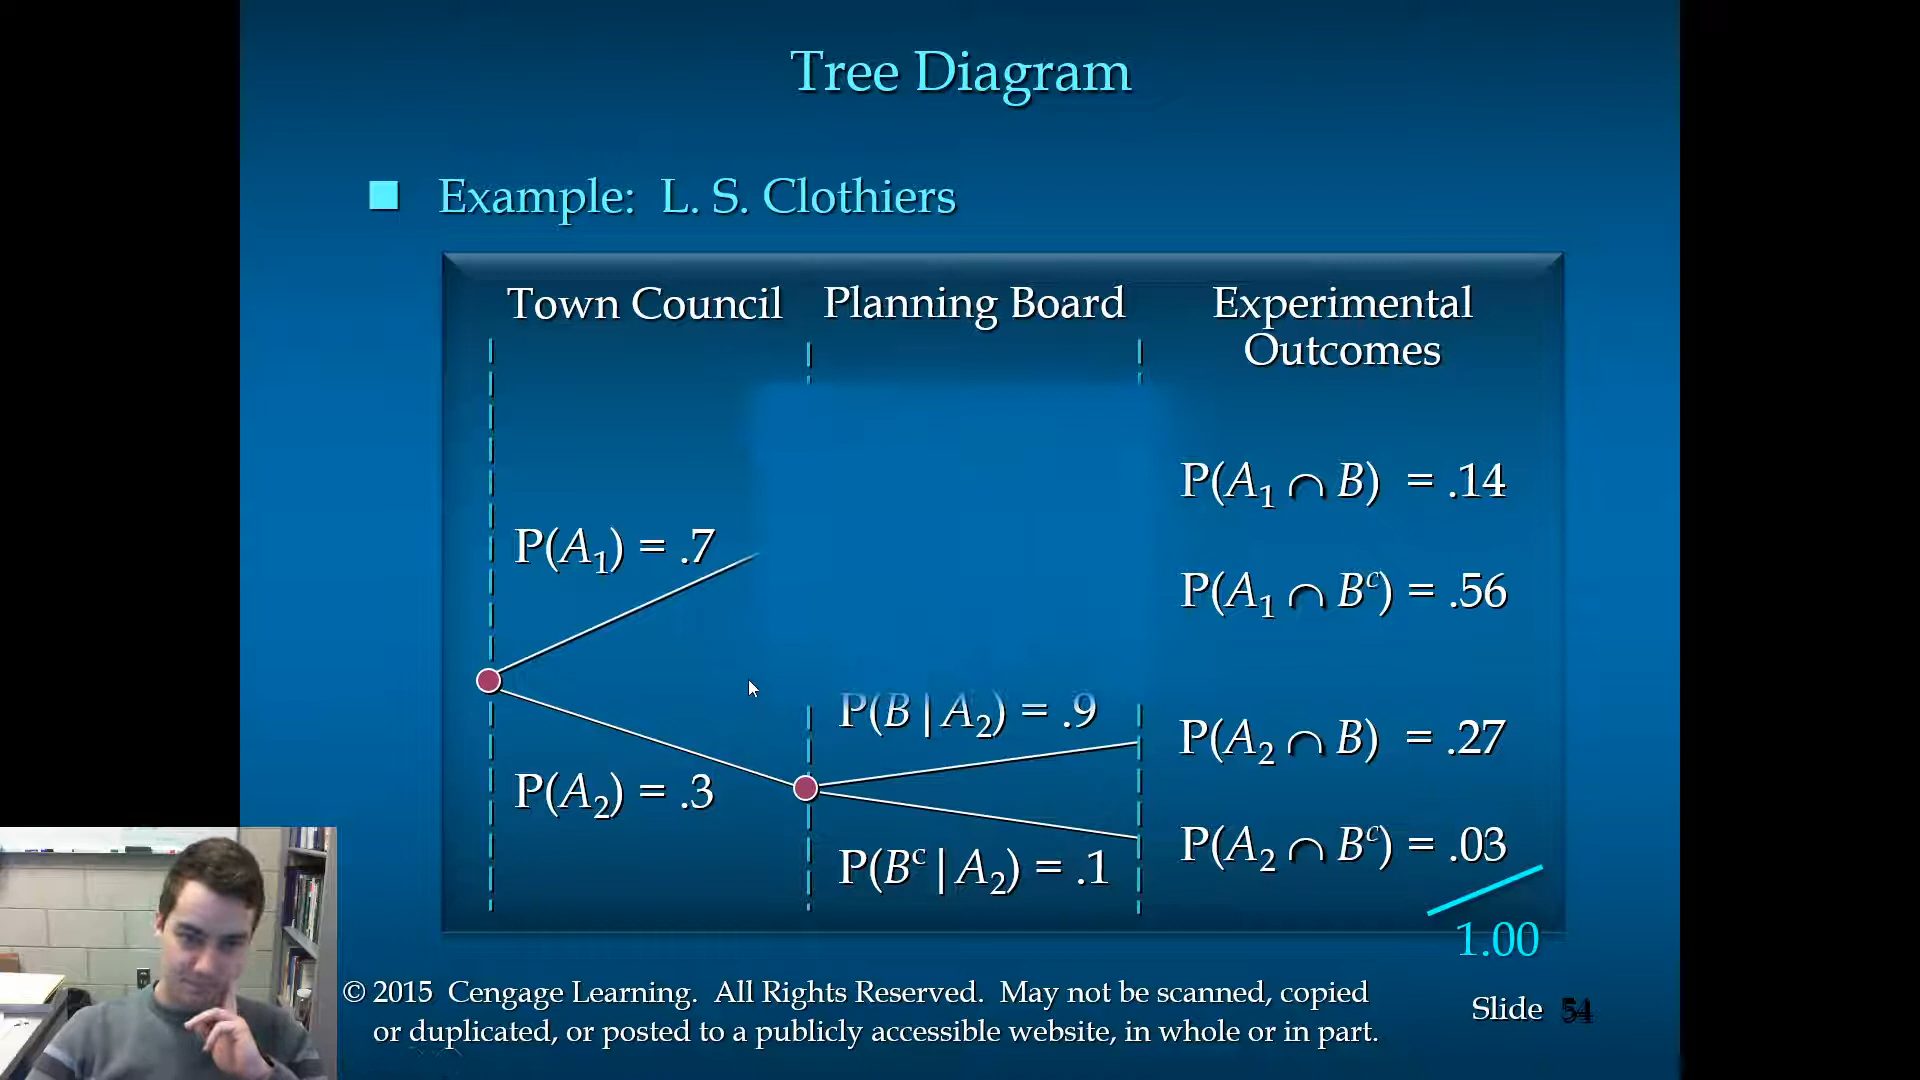 Tree Diagram
Example: L. S. Clothiers
Town Council Planning Board Experimental
Outcomes
P(A₁ ∩ B) = .14
P(A₁) = .7
P(A₁ ∩ Bᶜ) = .56
P(B | A₂) = .9
P(A₂ ∩ B) = .27
P(A₂) = .3
P(Bᶜ | A₂) = .1
P(A₂ ∩ Bᶜ) = .03
1.00
© 2015 Cengage Learning. All Rights Reserved. May not be scanned, copied
or duplicated, or posted to a publicly accessible website, in whole or in part.
Slide 54